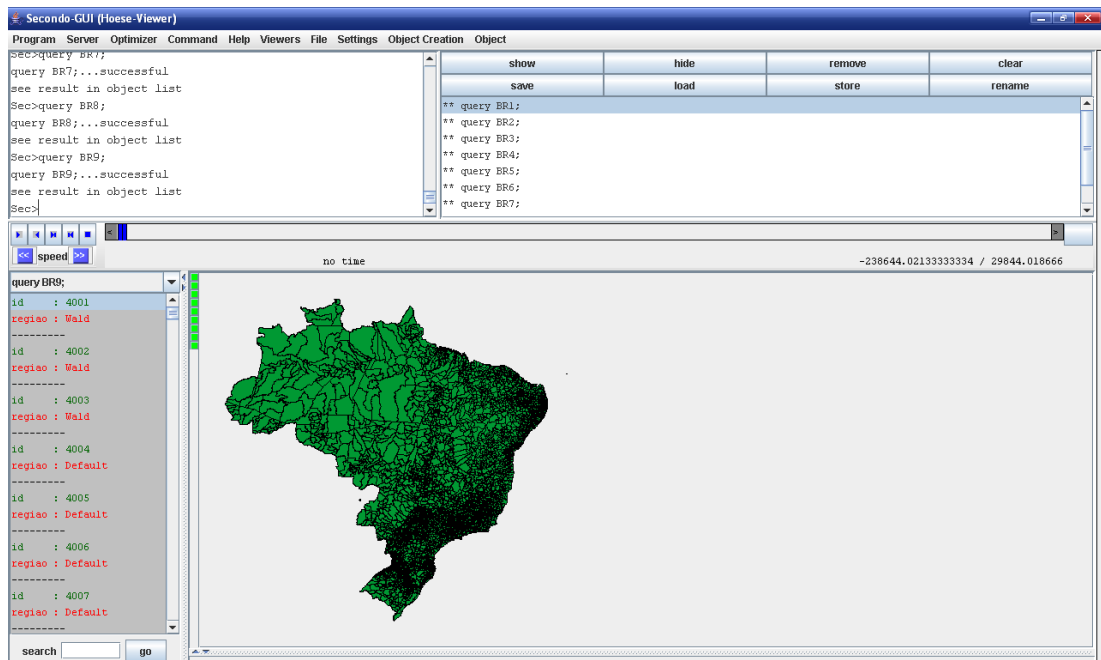 Secondo-GUI (Hoese-Viewer)
Program Server Optimizer Command Help Viewers File Settings Object Creation Object
Sec>query BR7;
query BR7;...successful
see result in object list
Sec>query BR8;
query BR8;...successful
see result in object list
Sec>query BR9;
query BR9;...successful
see result in object list
Sec>
show hide remove clear
save load store rename
** query BR1;
** query BR2;
** query BR3;
** query BR4;
** query BR5;
** query BR6;
** query BR7;
<< speed >>
no time
-238644.02133333334 / 29844.018666
query BR9;
id : 4001
regiao : Wald
---------
id : 4002
regiao : Wald
---------
id : 4003
regiao : Wald
---------
id : 4004
regiao : Default
---------
id : 4005
regiao : Default
---------
id : 4006
regiao : Default
---------
id : 4007
regiao : Default
---------
search go